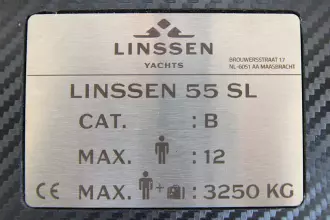 LINSSEN
YACHTS
BROUWERSSTRAAT 17
NL-6051 AA MAASBRACHT
LINSSEN 55 SL
CAT. : B
MAX. : 12
CE MAX. + : 3250 KG